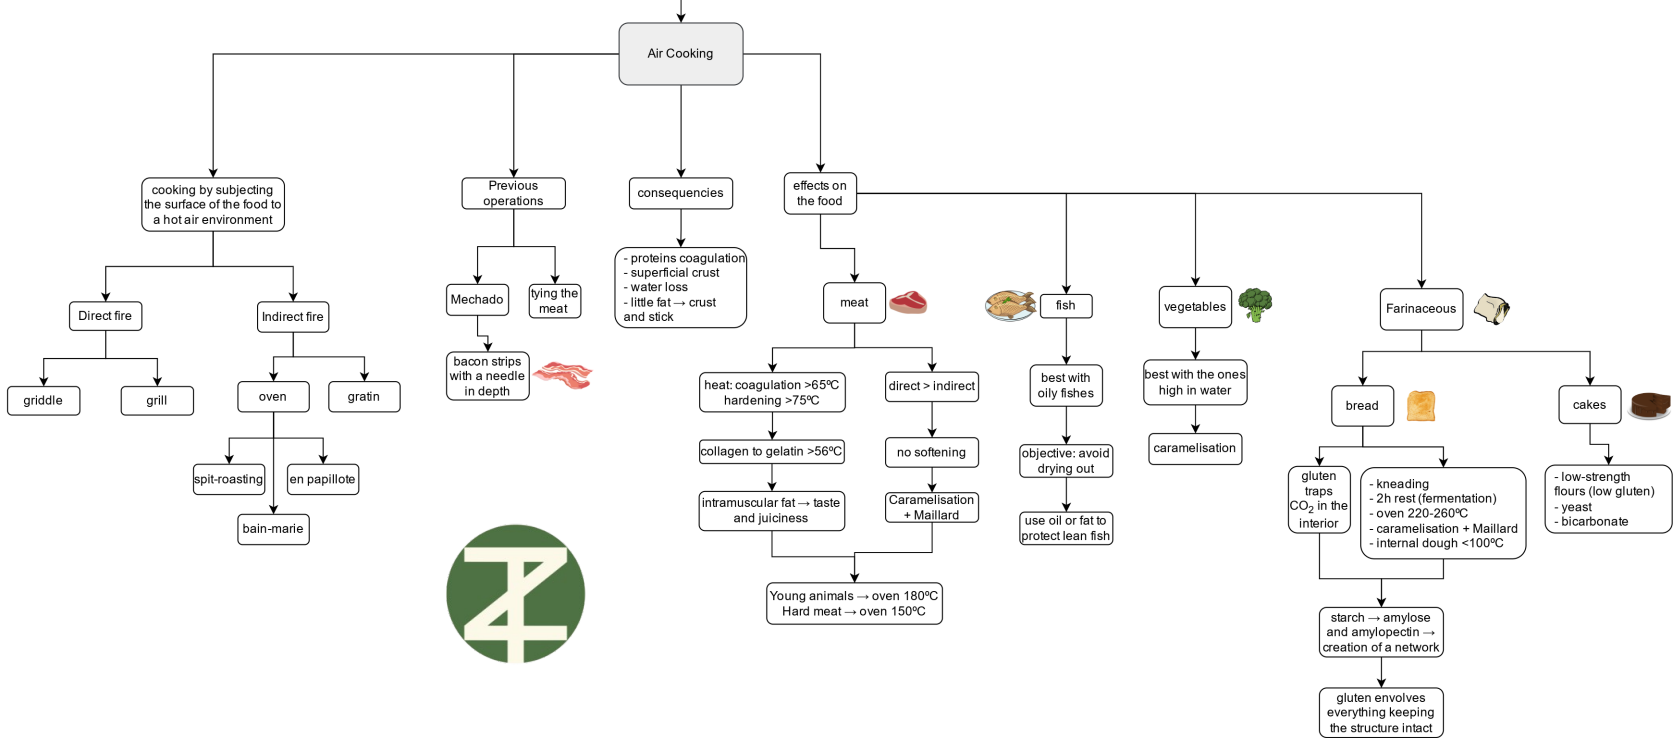 Air Cooking
cooking by subjecting
the surface of the food to
a hot air environment
Direct fire
griddle
grill
Indirect fire
oven
gratin
spit-roasting
en papillote
bain-marie
Previous
operations
Mechado
tying the
meat
bacon strips
with a needle
in depth
consequencies
- proteins coagulation
- superficial crust
- water loss
- little fat → crust
and stick
effects on
the food
meat
heat: coagulation >65ºC
hardening >75ºC
collagen to gelatin >56ºC
intramuscular fat → taste
and juiciness
direct > indirect
no softening
Caramelisation
+ Maillard
Young animals → oven 180ºC
Hard meat → oven 150ºC
fish
best with
oily fishes
objective: avoid
drying out
use oil or fat to
protect lean fish
vegetables
best with the ones
high in water
caramelisation
Farinaceous
bread
gluten
traps
CO2 in the
interior
- kneading
- 2h rest (fermentation)
- oven 220-260ºC
- caramelisation + Maillard
- internal dough <100ºC
starch → amylose
and amylopectin →
creation of a network
gluten envolves
everything keeping
the structure intact
cakes
- low-strength
flours (low gluten)
- yeast
- bicarbonate